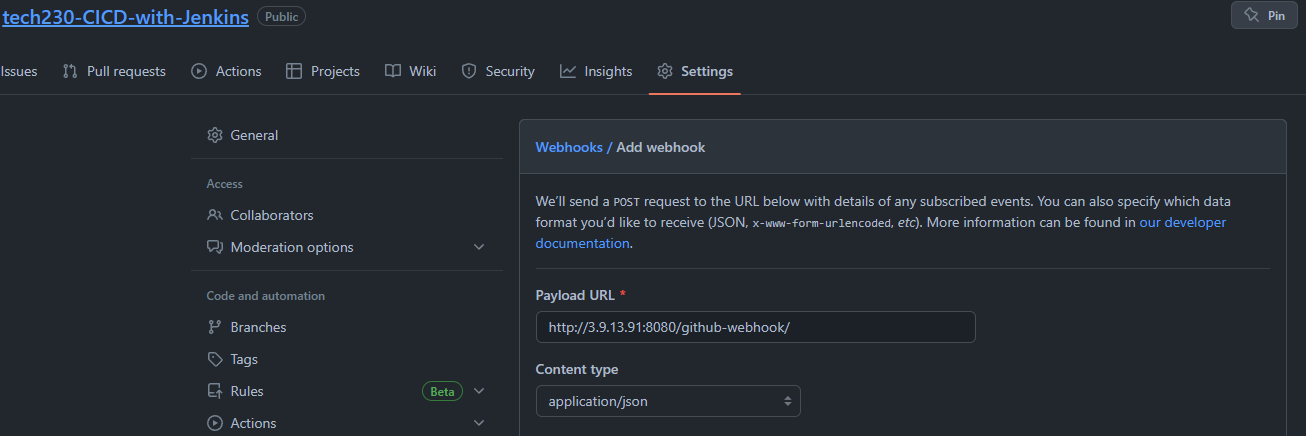 tech230-CICD-with-Jenkins Public Pin
Issues Pull requests Actions Projects Wiki Security Insights Settings
General
Access
Collaborators
Moderation options
Code and automation
Branches
Tags
Rules Beta
Actions
Webhooks / Add webhook
We'll send a POST request to the URL below with details of any subscribed events. You can also specify which data
format you'd like to receive (JSON, x-www-form-urlencoded, etc). More information can be found in our developer
documentation.
Payload URL *
http://3.9.13.91:8080/github-webhook/
Content type
application/json